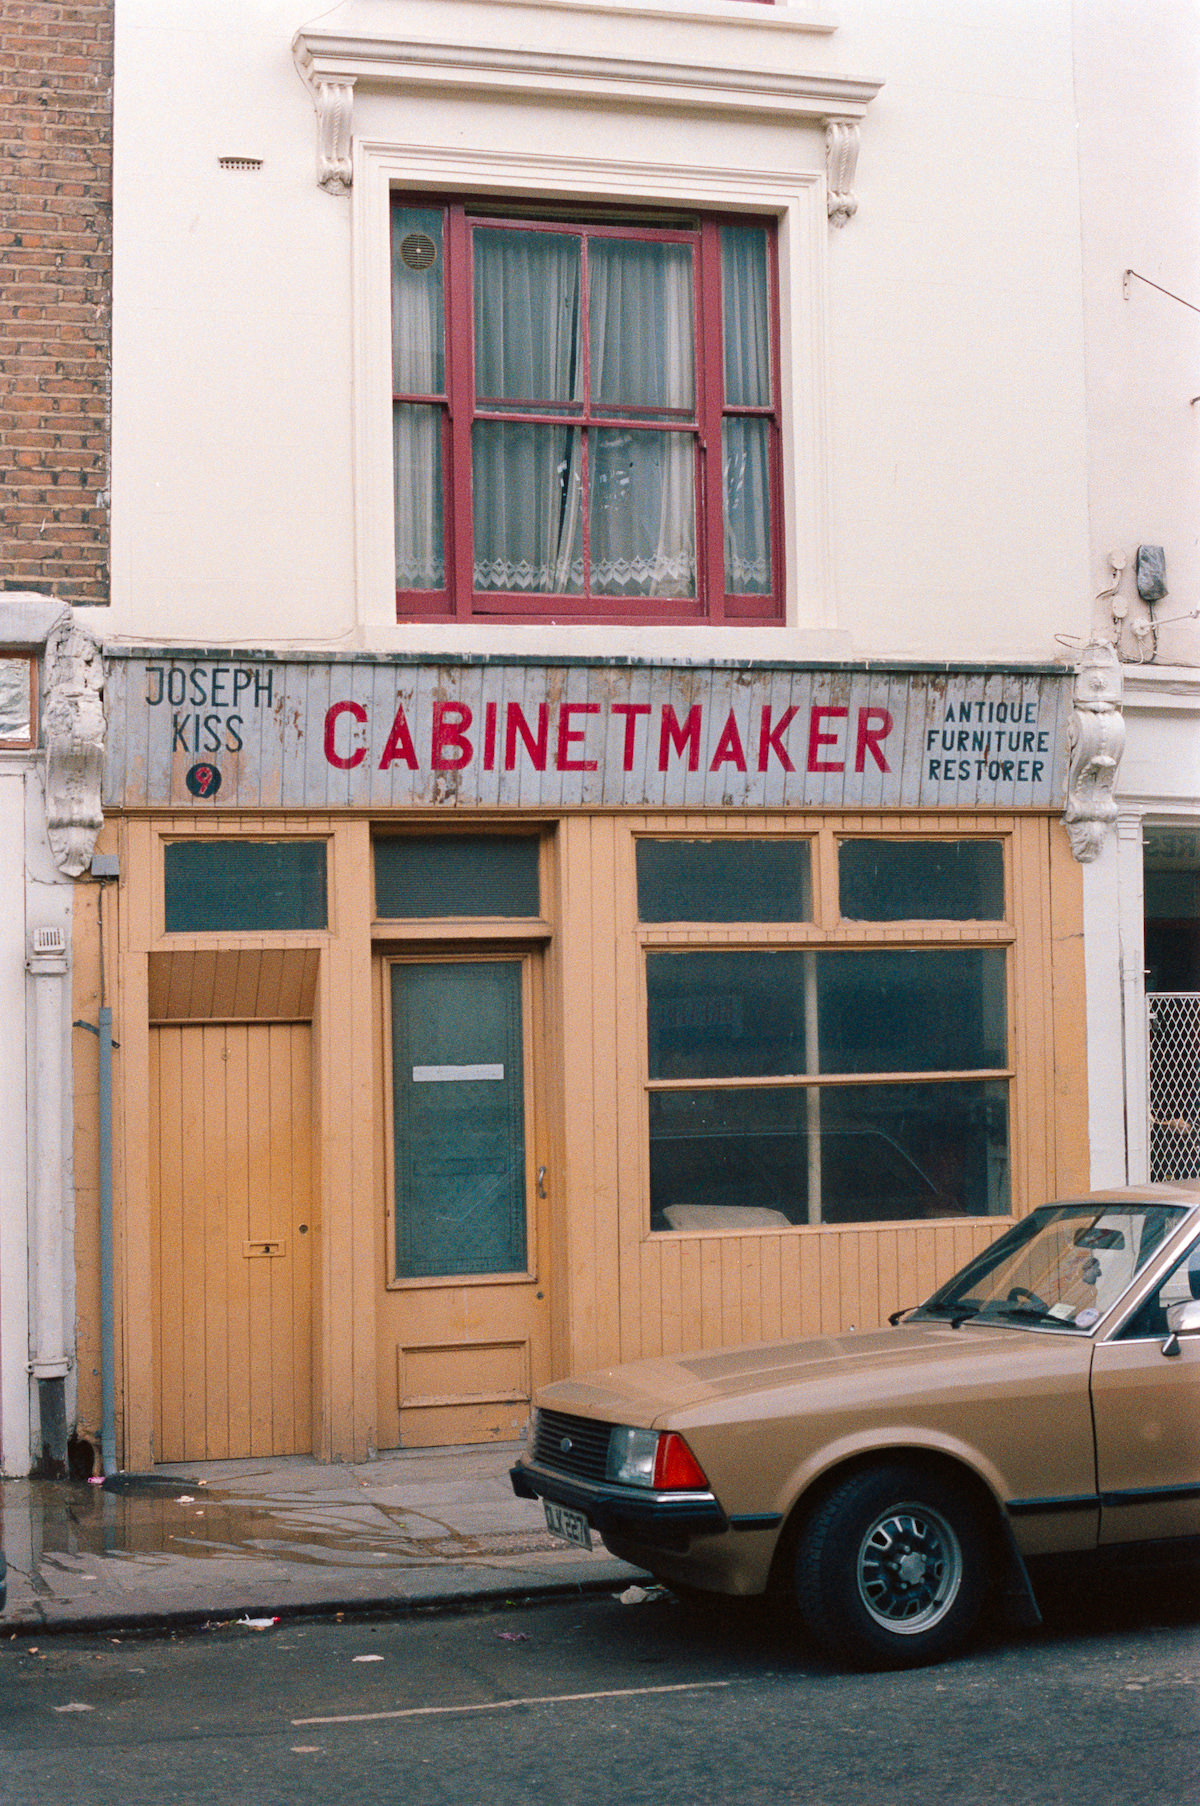 JOSEPH
KISS
9
CABINETMAKER
ANTIQUE
FURNITURE
RESTORER